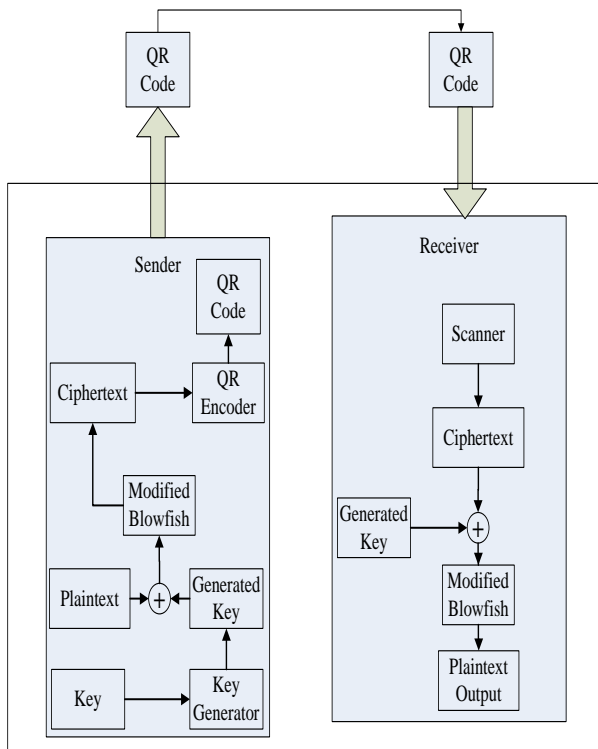 QR
Code
QR
Code
Sender
QR
Code
Ciphertext
QR
Encoder
Modified
Blowfish
Plaintext
+
Generated
Key
Key
Key
Generator
Receiver
Scanner
Ciphertext
Generated
Key
+
Modified
Blowfish
Plaintext
Output